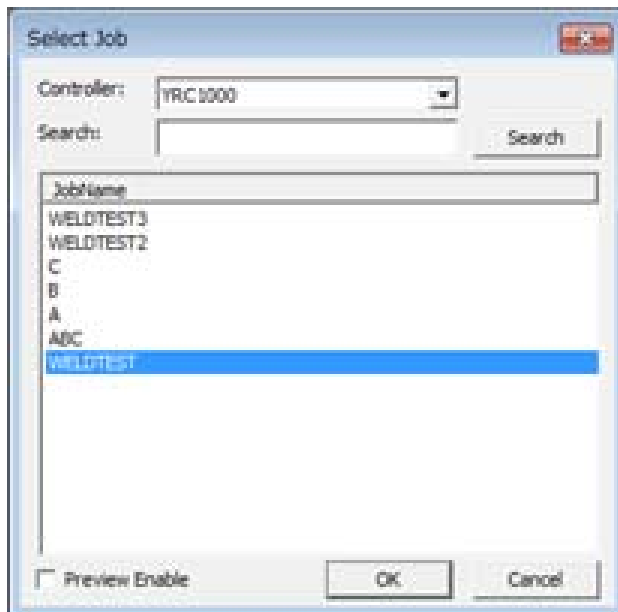 Select Job
Controller: YRC1000
Search: Search
JobName
WELDTEST3
WELDTEST2
C
B
A
ABC
WELDTEST
Preview Enable OK Cancel